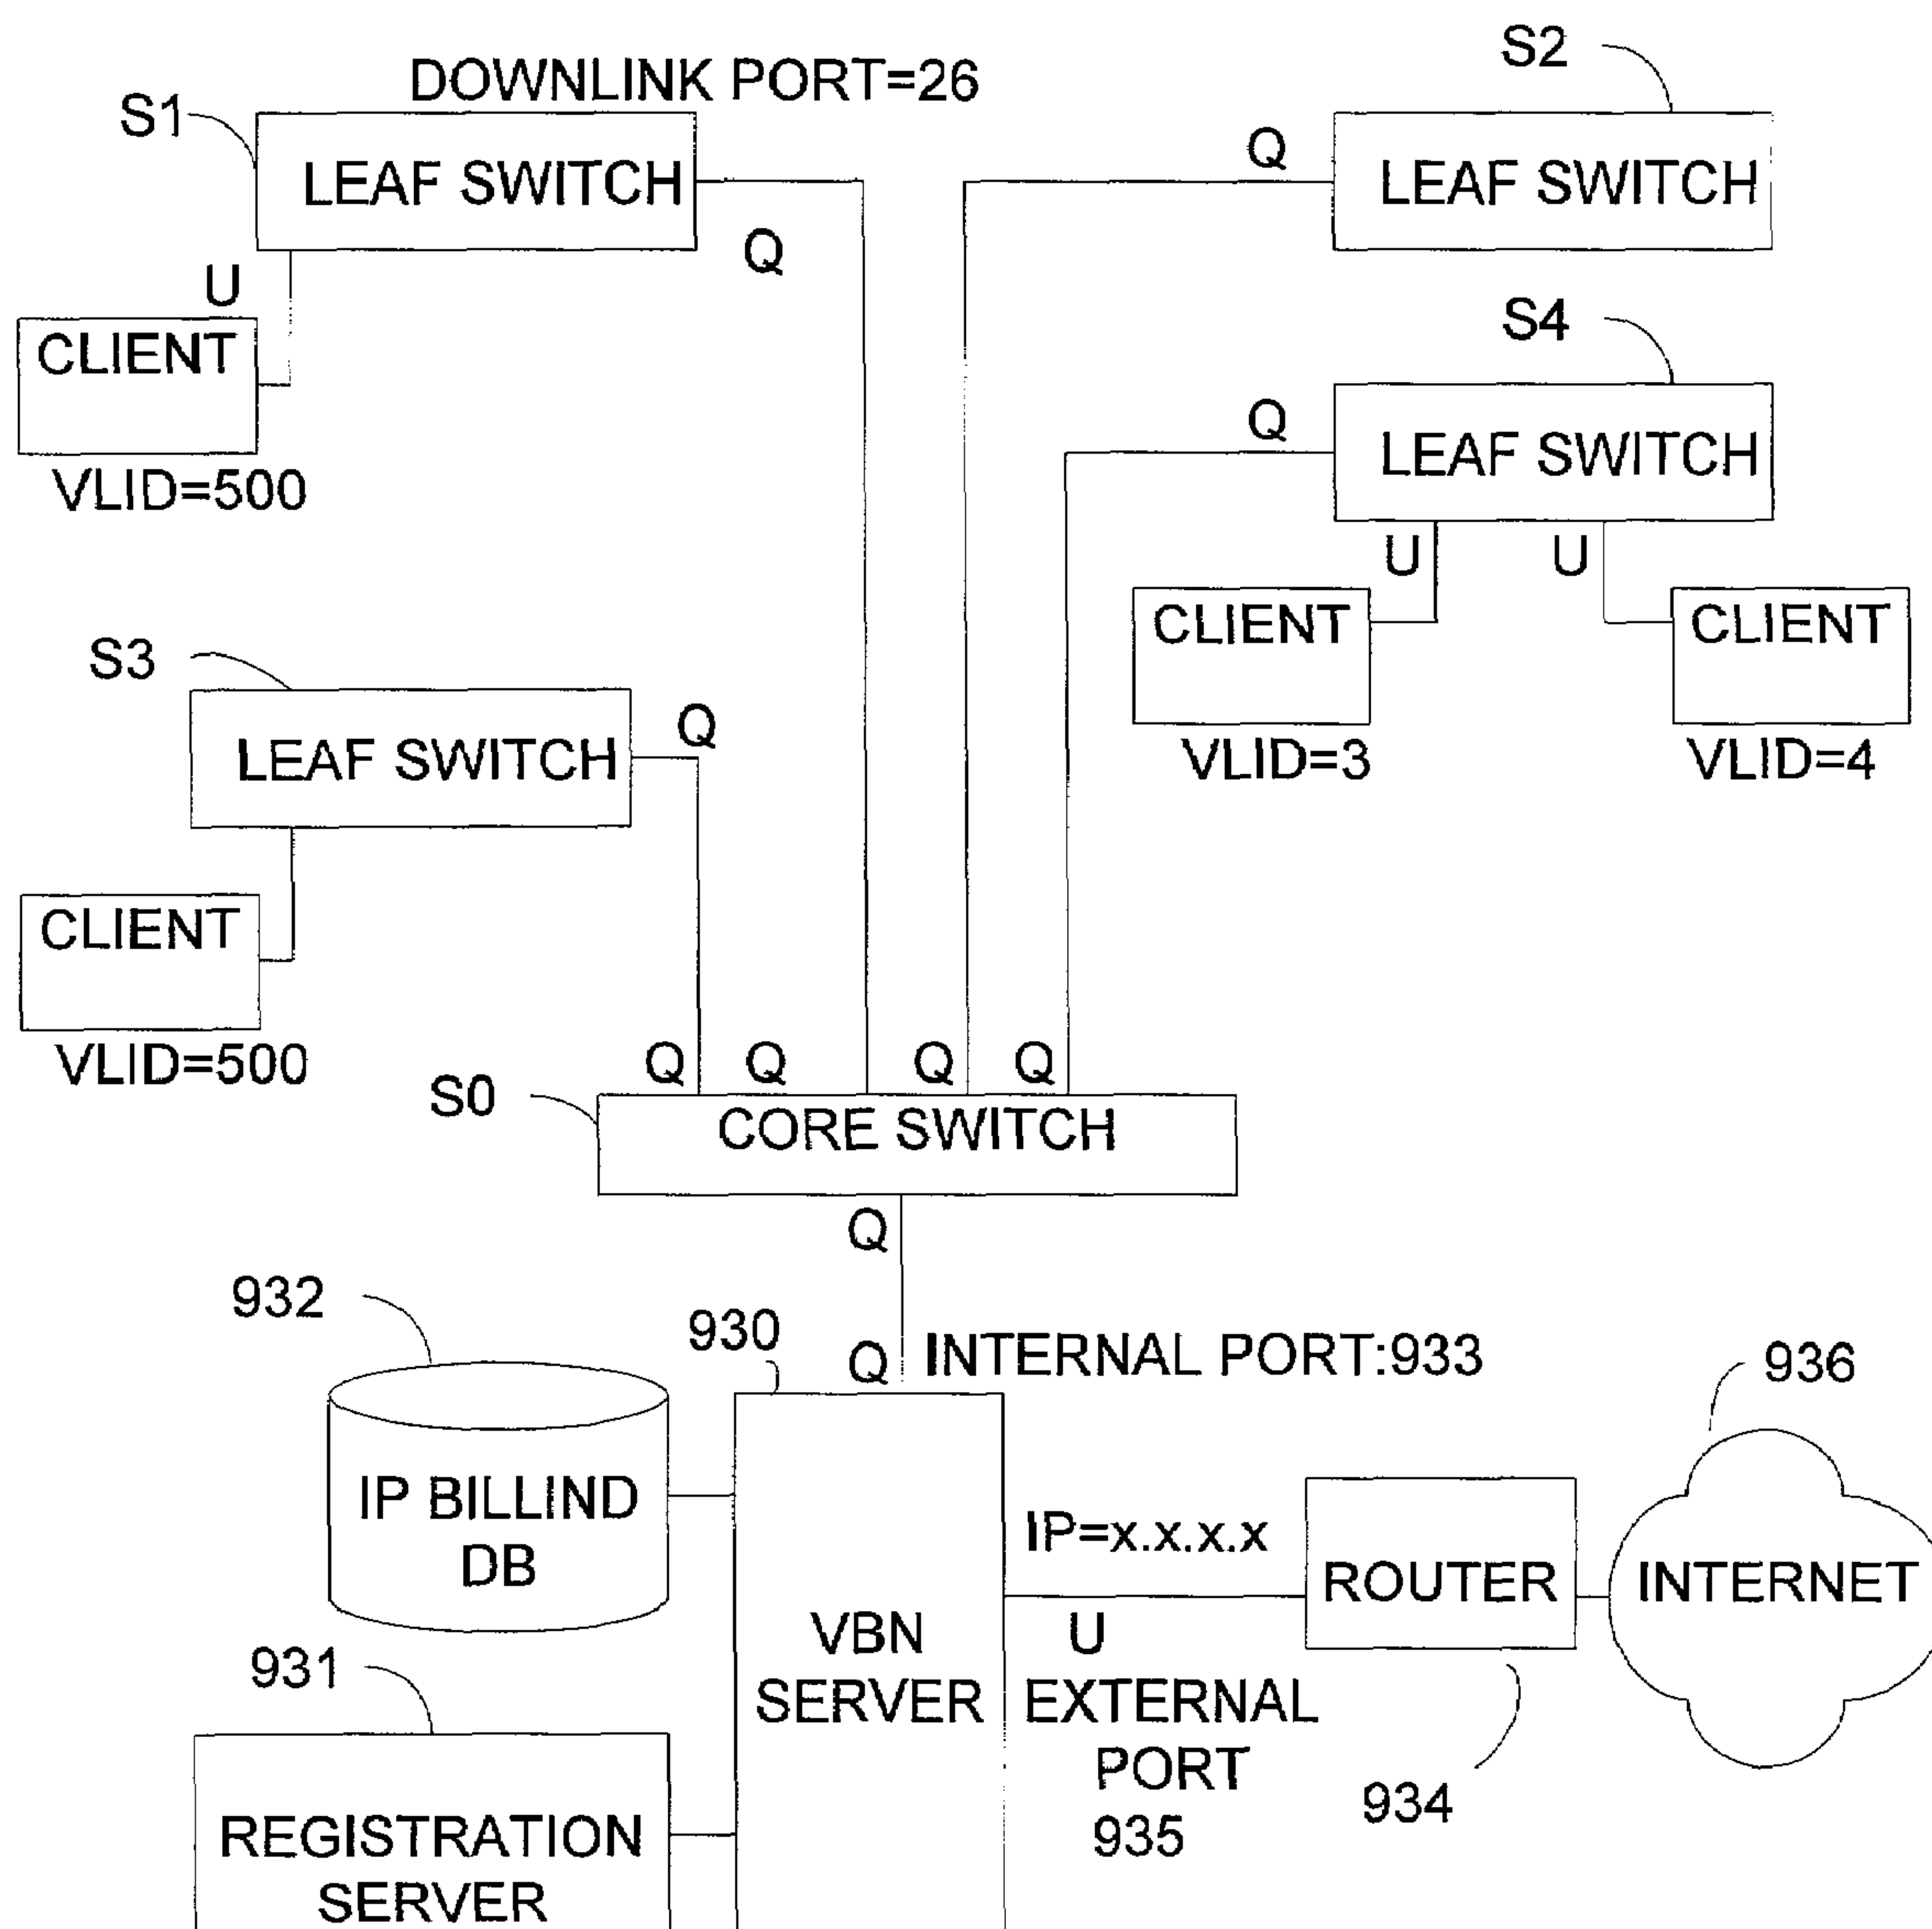 DOWNLINK PORT=26
S1
S2
LEAF SWITCH
Q
LEAF SWITCH
Q
U
CLIENT
VLID=500
S4
Q
LEAF SWITCH
U
U
CLIENT
CLIENT
VLID=3
VLID=4
S3
Q
LEAF SWITCH
CLIENT
VLID=500
Q
Q
Q
Q
S0
CORE SWITCH
Q
932
930
Q
INTERNAL PORT:933
936
IP BILLIND
DB
IP=x.x.x.x
ROUTER
INTERNET
VBN
SERVER
U
EXTERNAL
PORT
935
934
931
REGISTRATION
SERVER